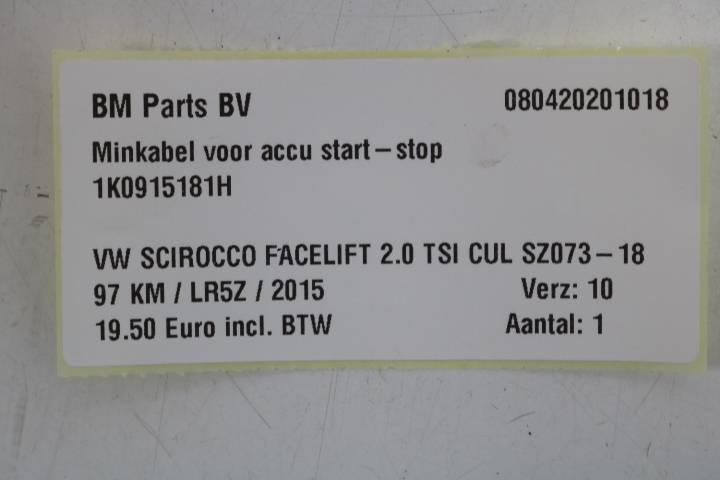 BM Parts BV 080420201018
Minkabel voor accu start-stop
1K0915181H
VW SCIROCCO FACELIFT 2.0 TSI CUL SZ073-18
97 KM / LR5Z / 2015 Verz: 10
19.50 Euro incl. BTW Aantal: 1